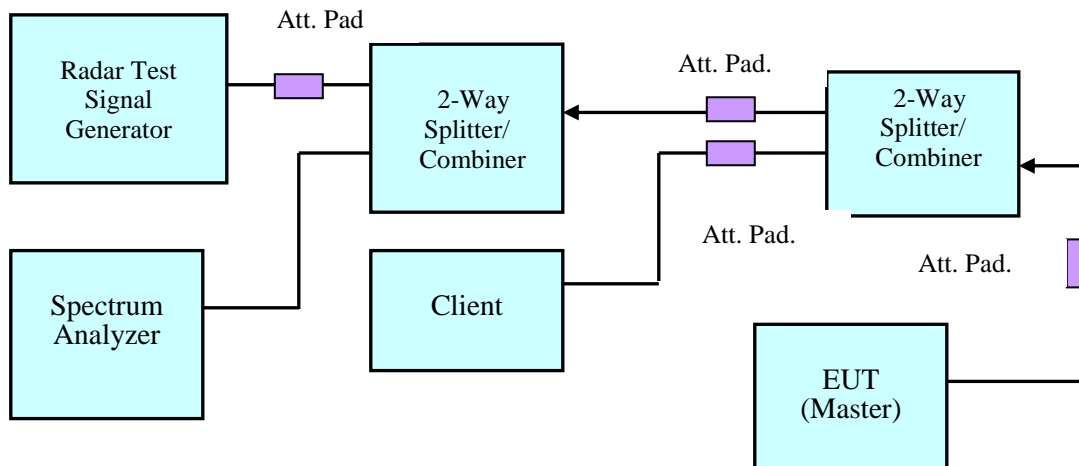 Att. Pad
Radar Test
Signal
Generator
2-Way
Splitter/
Combiner
Att. Pad.
2-Way
Splitter/
Combiner
Att. Pad.
Att. Pad.
Spectrum
Analyzer
Client
EUT
(Master)